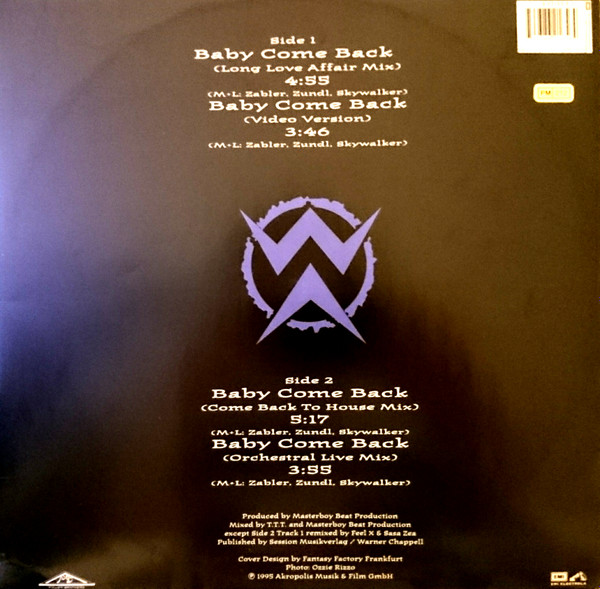 Side 1
Baby Come Back
(Long Love Affair Mix)
4:55
(M+L: Zabler, Zundl, Skywalker)
Baby Come Back
(Video Version)
3:46
(M+L: Zabler, Zundl, Skywalker)
Side 2
Baby Come Back
(Come Back To House Mix)
5:17
(M+L: Zabler, Zundl, Skywalker)
Baby Come Back
(Orchestral Live Mix)
3:55
(M+L: Zabler, Zundl, Skywalker)
Produced by Masterboy Beat Production
Mixed by T.T.T. and Masterboy Beat Production
except Side 2 Track 1 remixed by Feel X & Sasa Zea
Published by Session Musikverlag / Warner Chappell
Cover Design by Fantasy Factory Frankfurt
Photo: Ozzie Rizzo
℗ 1995 Akropolis Musik & Film GmbH
EMI
EMI ELECTROLA